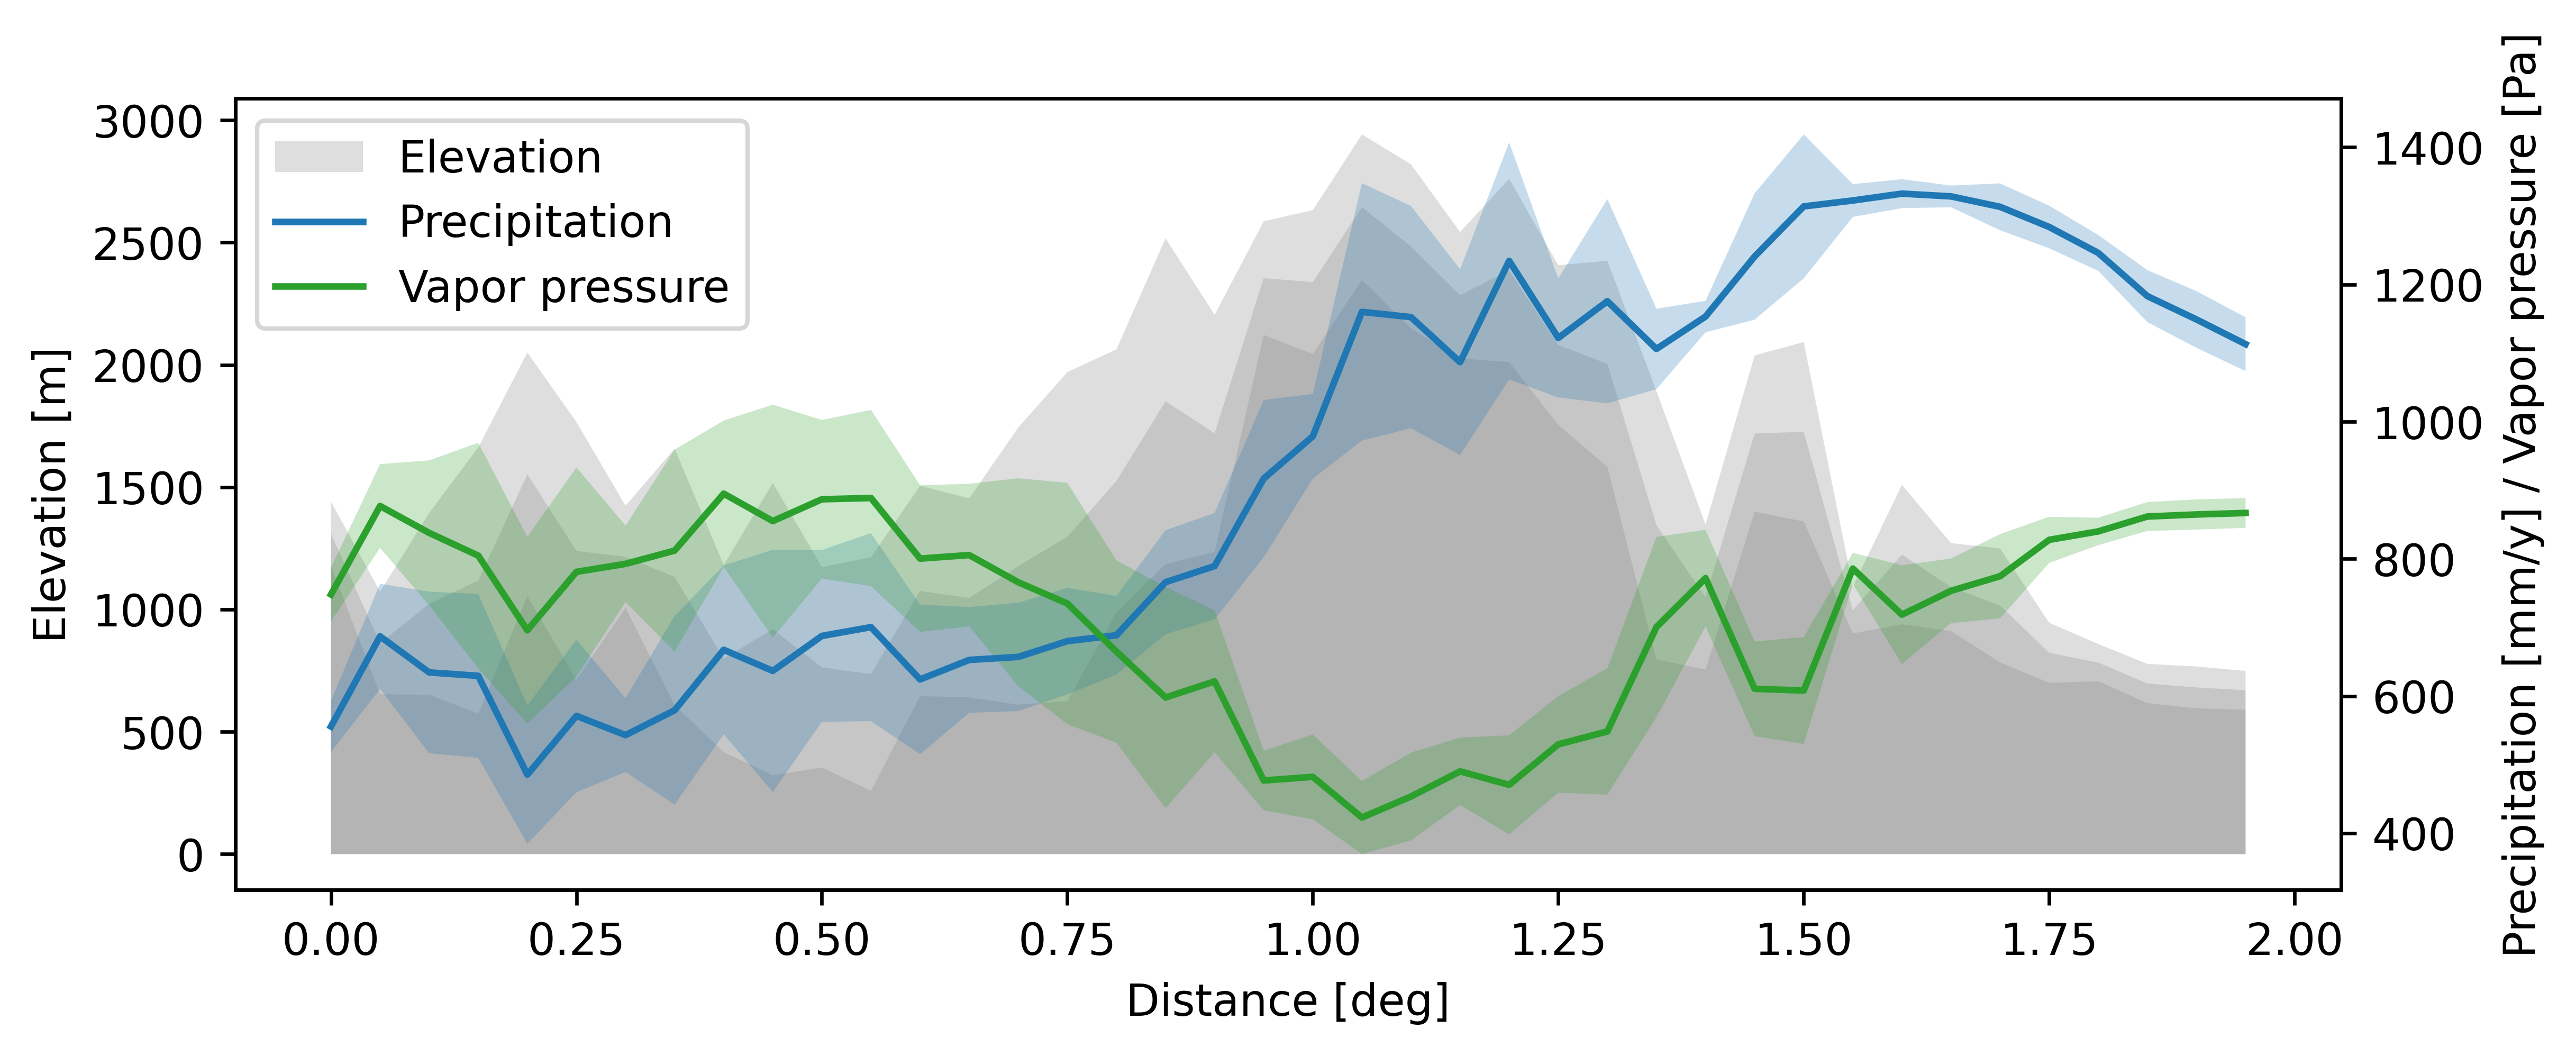 Elevation
Precipitation
Vapor pressure
Elevation [m]
3000
2500
2000
1500
1000
500
0
1400
1200
1000
800
600
400
Precipitation [mm/y] / Vapor pressure [Pa]
0.00 0.25 0.50 0.75 1.00 1.25 1.50 1.75 2.00
Distance [deg]